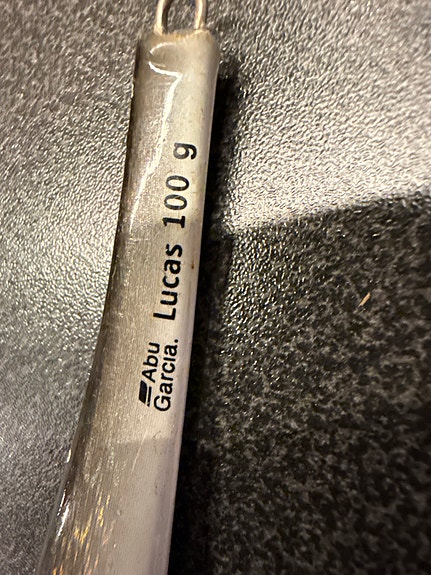 Abu
Garcia.
Lucas 100 g